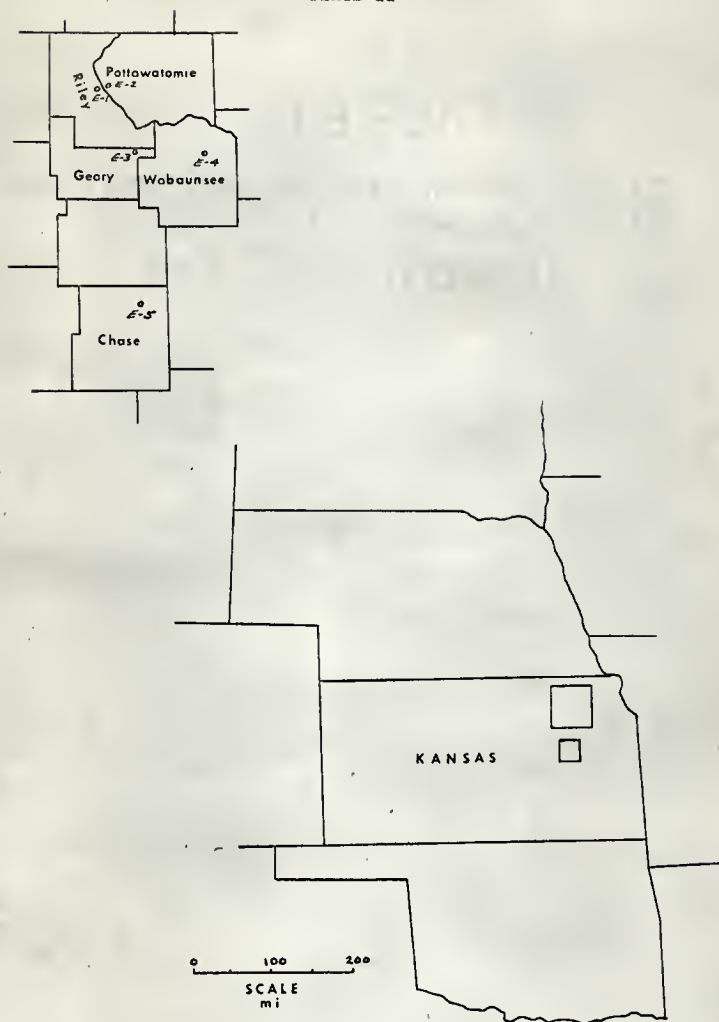 Pottawatomie
Riley
E-2
E-1
E-3
E-4
Geary
Wabaunsee
E-5
Chase
KANSAS
0 100 200
SCALE
mi